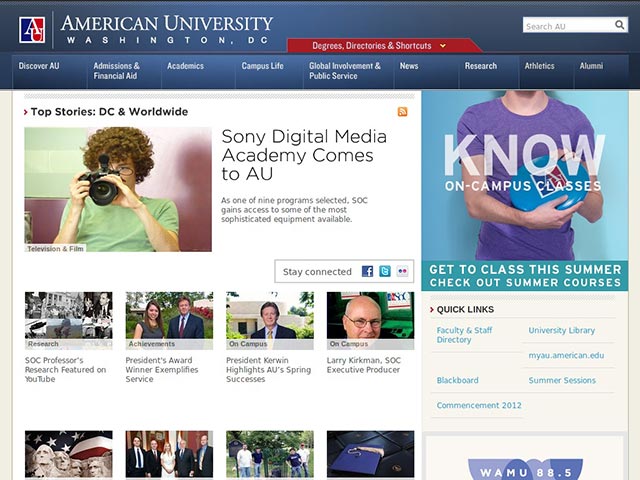 AU
AMERICAN UNIVERSITY
WASHINGTON, DC
Search AU
Degrees, Directories & Shortcuts
Discover AU
Admissions &
Financial Aid
Academics
Campus Life
Global Involvement &
Public Service
News
Research
Athletics
Alumni
Top Stories: DC & Worldwide
Television & Film
Sony Digital Media
Academy Comes
to AU
As one of nine programs selected, SOC
gains access to some of the most
sophisticated equipment available.
Stay connected
KNOW
ON-CAMPUS CLASSES
GET TO CLASS THIS SUMMER
CHECK OUT SUMMER COURSES
Research
SOC Professor's
Research Featured on
YouTube
Achievements
President's Award
Winner Exemplifies
Service
On Campus
President Kerwin
Highlights AU's Spring
Successes
On Campus
Larry Kirkman, SOC
Executive Producer
QUICK LINKS
Faculty & Staff
Directory
University Library
myau.american.edu
Blackboard
Summer Sessions
Commencement 2012
WAMU 88.5